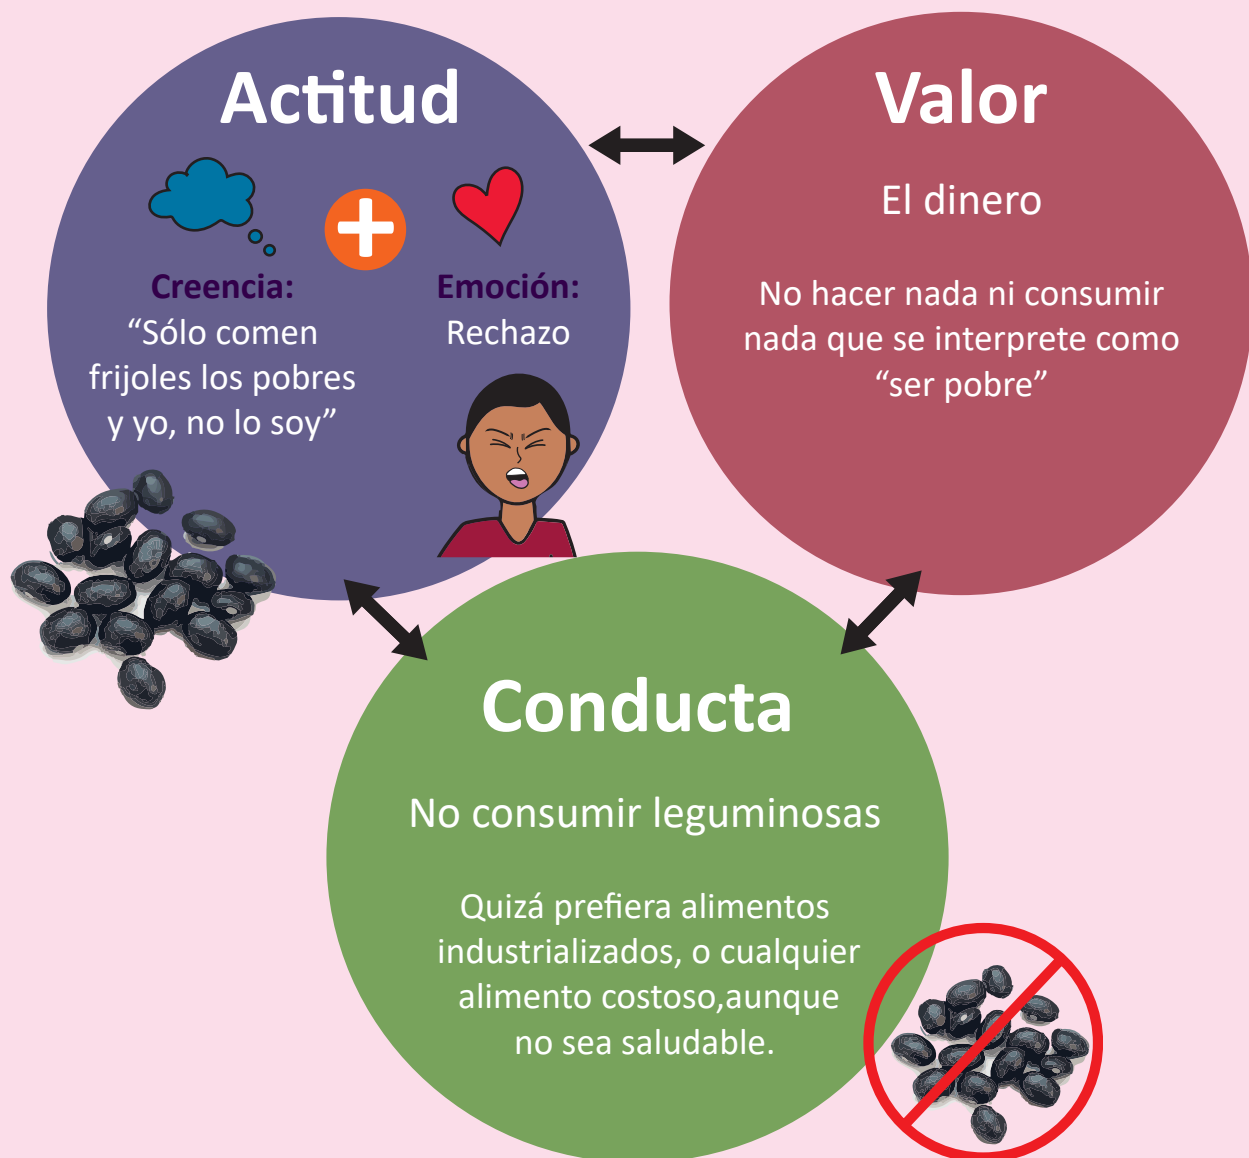 Actitud
Creencia:
“Sólo comen
frijoles los pobres
y yo, no lo soy”
Emoción:
Rechazo
Valor
El dinero
No hacer nada ni consumir
nada que se interprete como
“ser pobre”
Conducta
No consumir leguminosas
Quizá prefiera alimentos
industrializados, o cualquier
alimento costoso,aunque
no sea saludable.